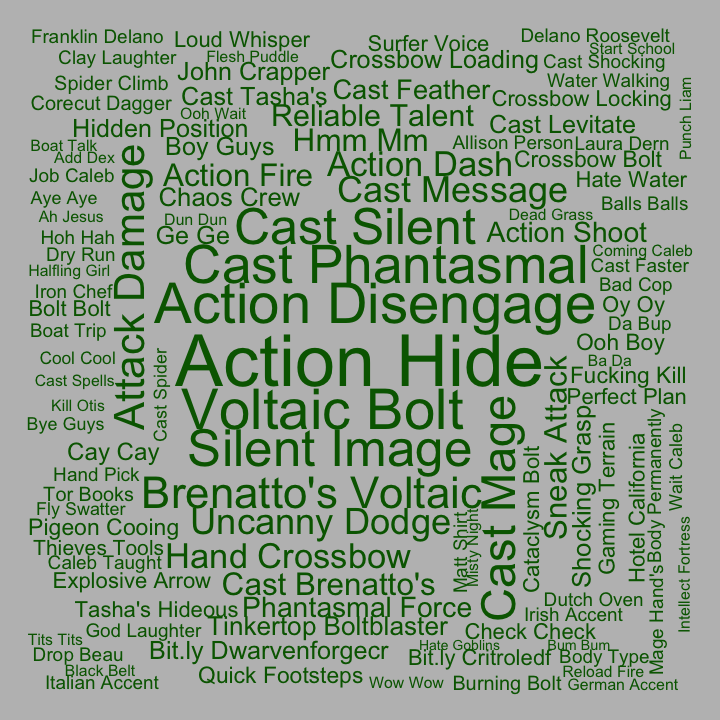 Franklin Delano
Loud Whisper
Surfer Voice
Delano Roosevelt
Start School
Clay Laughter
Flesh Puddle
Crossbow Loading
Cast Shocking
John Crapper
Spider Climb
Cast Tasha's
Cast Feather
Water Walking
Crossbow Locking
Punch Liam
Corecut Dagger
Ooh Wait
Reliable Talent
Cast Levitate
Hidden Position
Boy Guys
Hmm Mm
Allison Person
Laura Dern
Boat Talk
Add Dex
Action Dash
Crossbow Bolt
Job Caleb
Action Fire
Hate Water
Aye Aye
Chaos Crew
Cast Message
Balls Balls
Ah Jesus
Dun Dun
Cast Silent
Dead Grass
Hoh Hah
Ge Ge
Action Shoot
Dry Run
Coming Caleb
Halfling Girl
Cast Phantasmal
Cast Faster
Attack Damage
Iron Chef
Bad Cop
Bolt Bolt
Action Disengage
Oy Oy
Boat Trip
Da Bup
Ooh Boy
Cool Cool
Action Hide
Ba Da
Cast Spells
Cast Spider
Fucking Kill
Kill Otis
Voltaic Bolt
Perfect Plan
Bye Guys
Sneak Attack
Cay Cay
Silent Image
Cast Mage
Cataclysm Bolt
Shocking Grasp
Gaming Terrain
Hotel California
Body Permanently
Wait Caleb
Hand Pick
Tor Books
Brenatto's Voltaic
Fly Swatter
Pigeon Cooing
Uncanny Dodge
Matt Shirt
Misty Night
Intellect Fortress
Thieves Tools
Caleb Taught
Hand Crossbow
Explosive Arrow
Cast Brenatto's
Mage Hand's
Tasha's Hideous
Phantasmal Force
Dutch Oven
Irish Accent
God Laughter
Tinkertop Boltblaster
Check Check
Tits Tits
Drop Beau
Bit.ly Dwarvenforgecr
Hate Goblins
Bum Bum
Bit.ly Critroledf
Body Type
Black Belt
Reload Fire
Italian Accent
Quick Footsteps
Wow Wow
Burning Bolt
German Accent